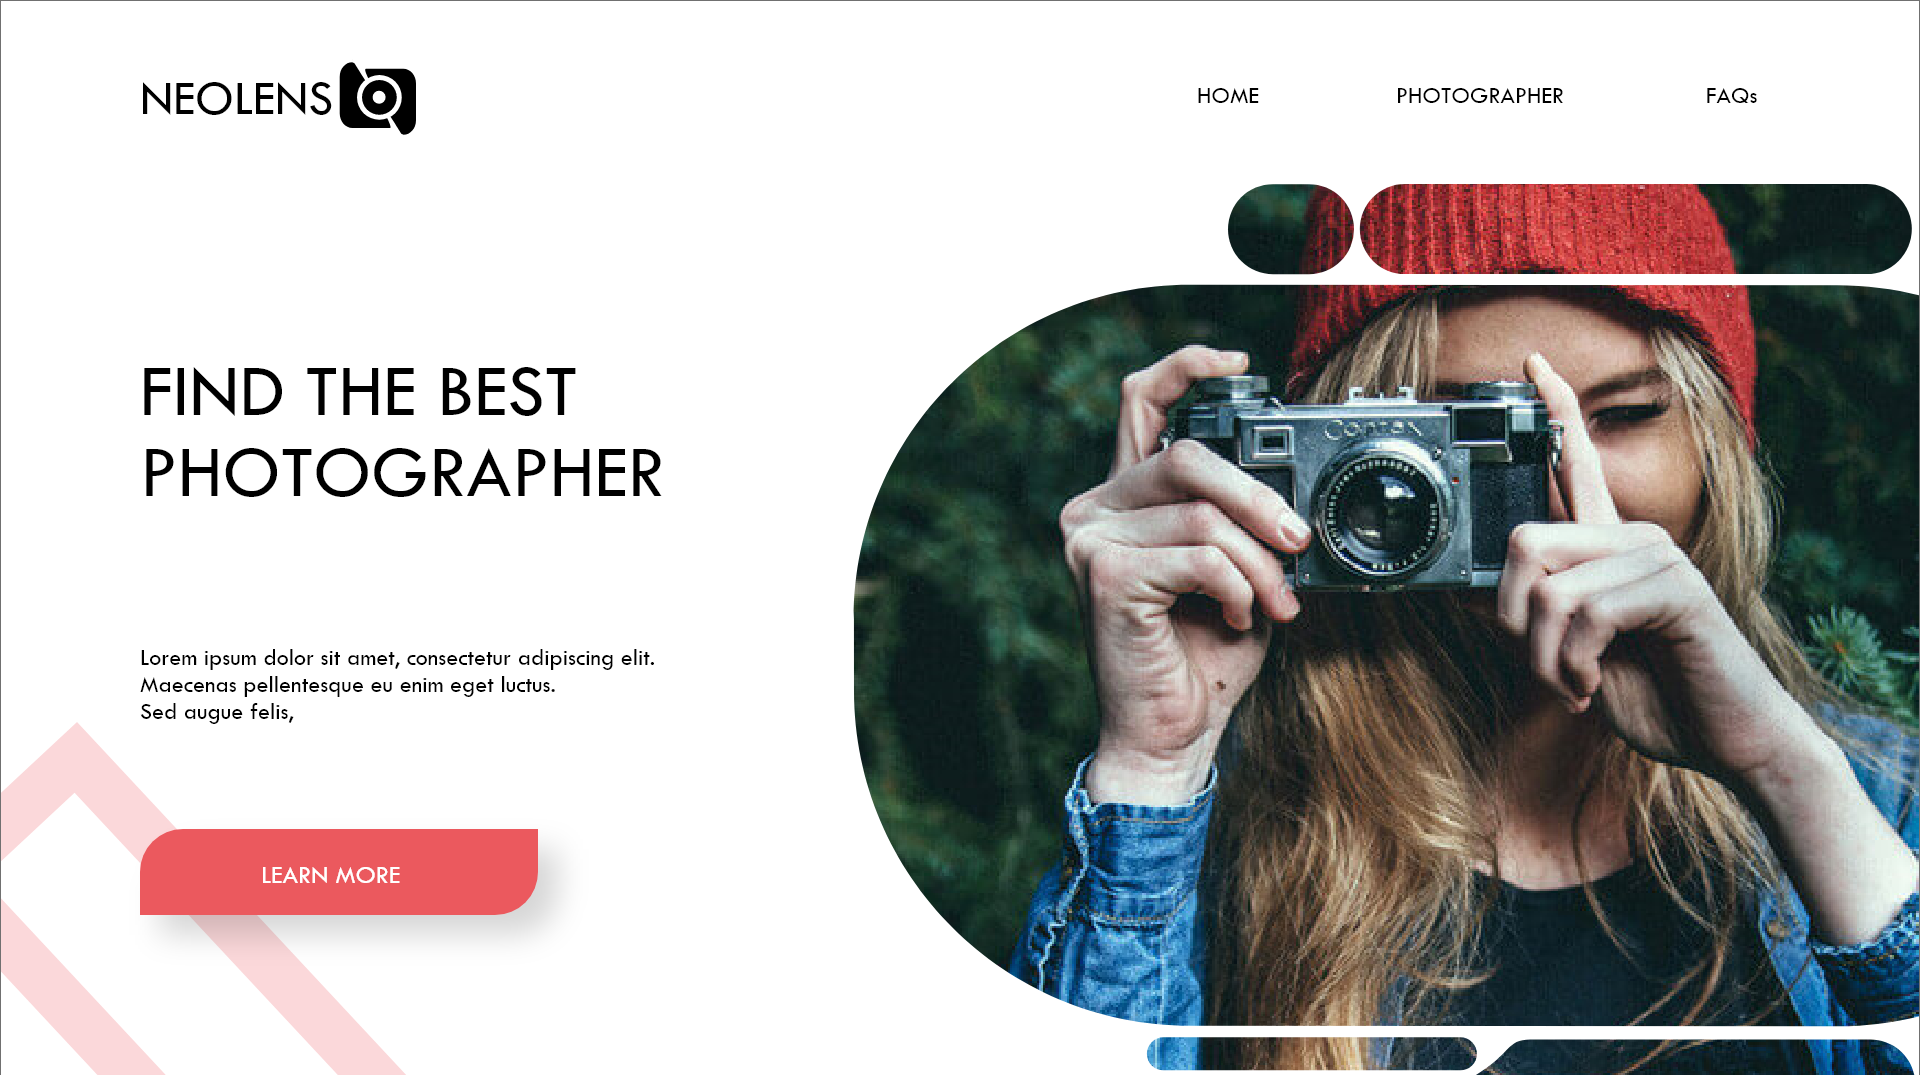 NEOLENS
HOME
PHOTOGRAPHER
FAQs
FIND THE BEST
PHOTOGRAPHER
Contax
Lorem ipsum dolor sit amet, consectetur adipiscing elit.
Maecenas pellentesque eu enim eget luctus.
Sed augue felis,
LEARN MORE